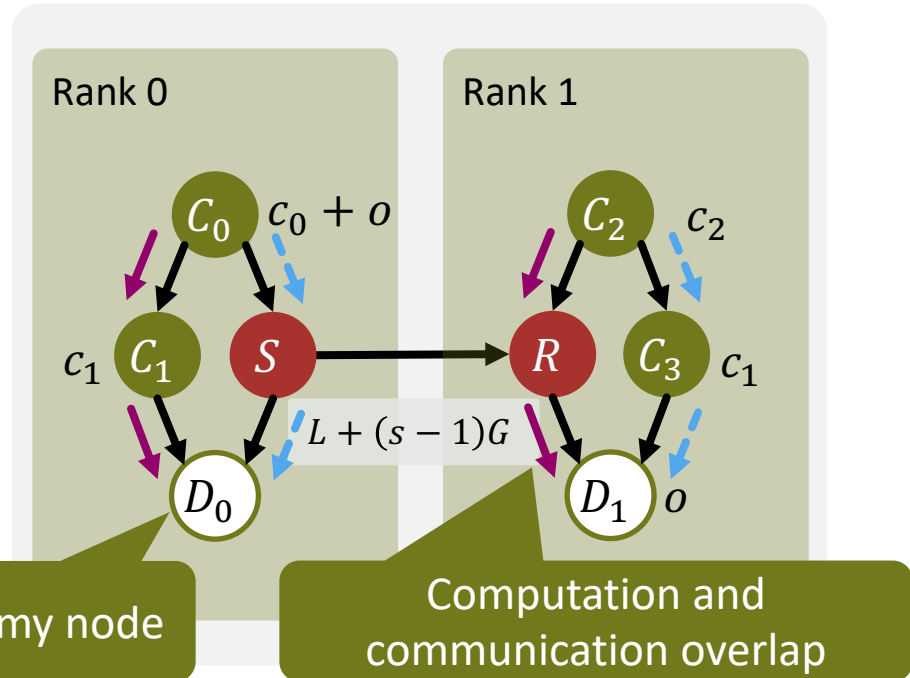 Rank 0
Rank 1
C₀
c₀ + o
C₂
c₂
c₁
C₁
S
R
C₃
c₁
L + (s − 1)G
D₀
D₁
o
my node
Computation and
communication overlap